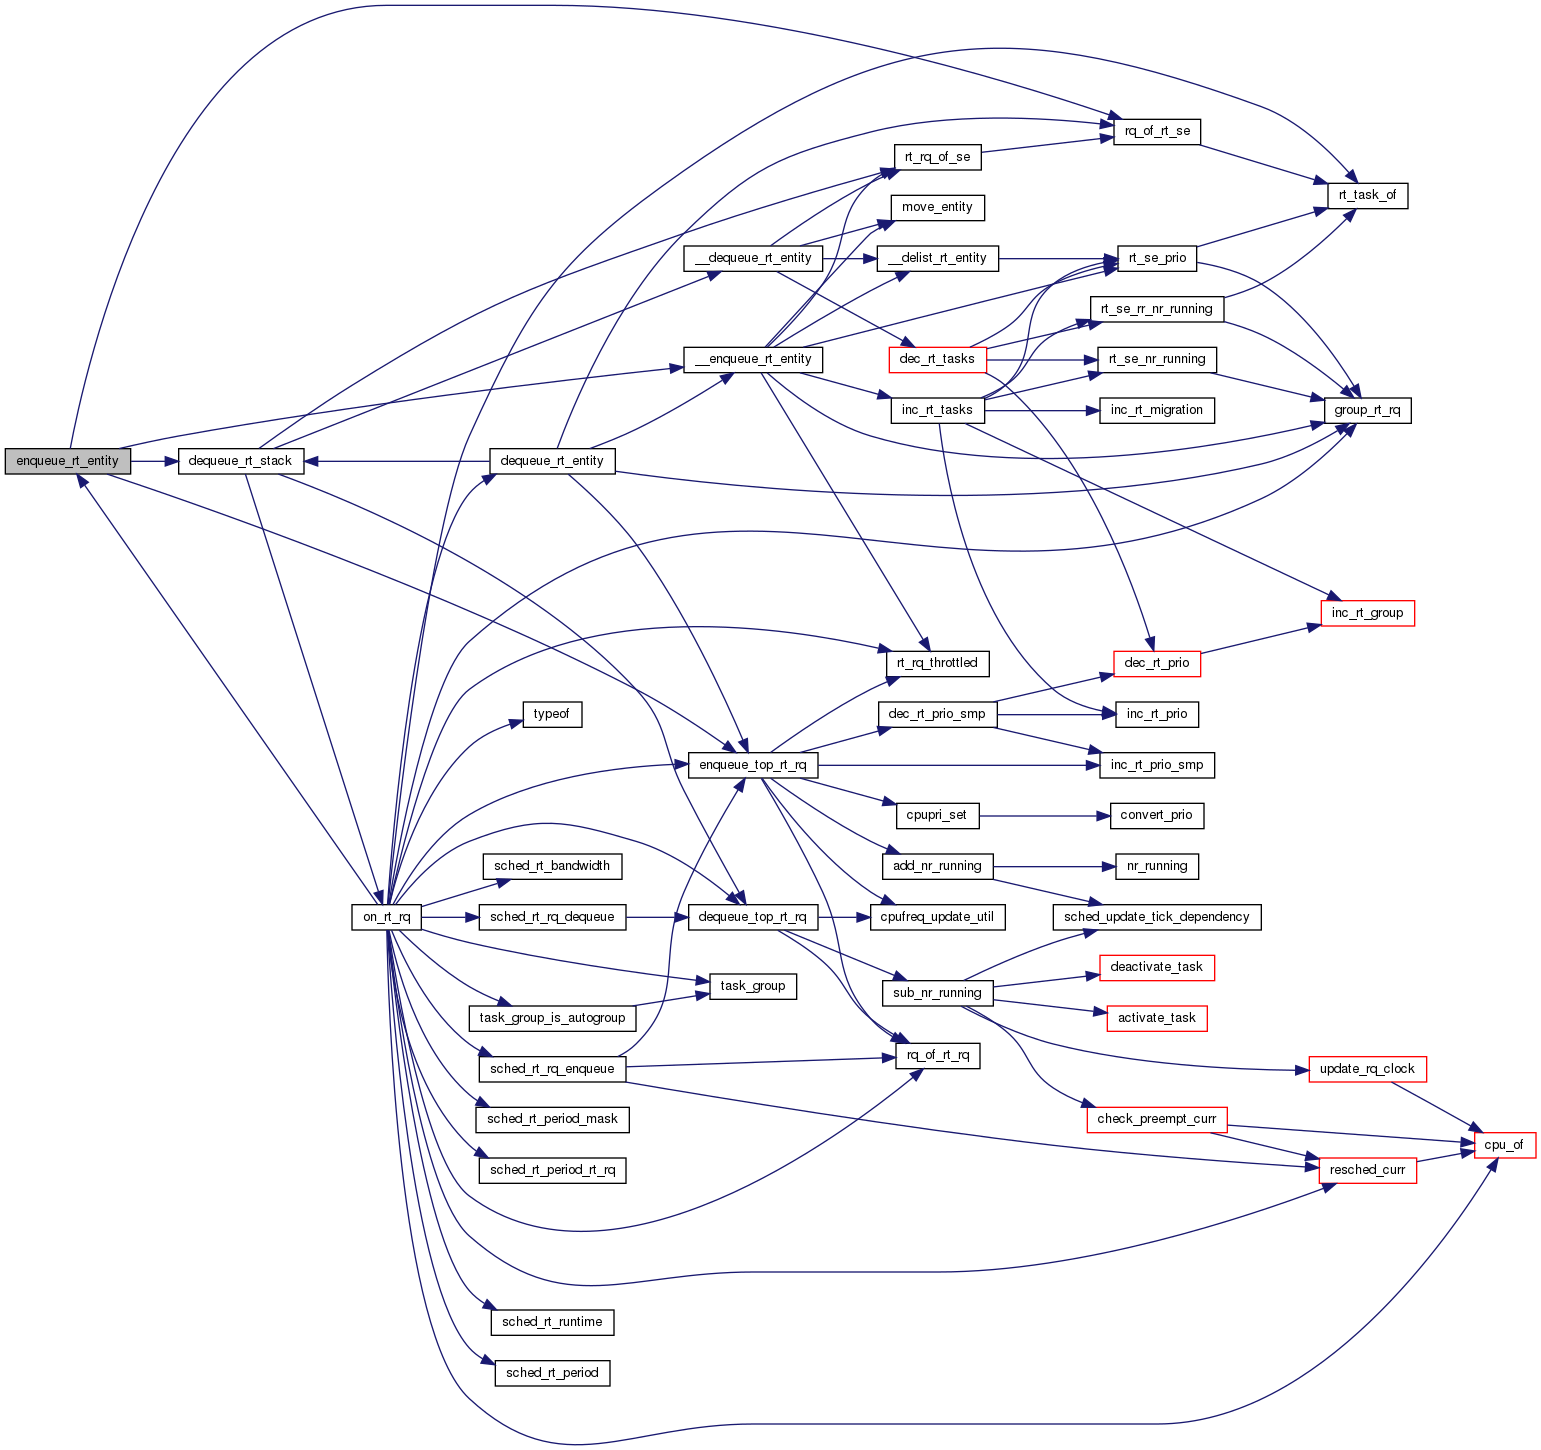 enqueue_rt_entity
dequeue_rt_stack
on_rt_rq
dequeue_rt_entity
typeof
sched_rt_bandwidth
sched_rt_rq_dequeue
task_group_is_autogroup
sched_rt_rq_enqueue
sched_rt_period_mask
sched_rt_period_rt_rq
sched_rt_runtime
sched_rt_period
__dequeue_rt_entity
__enqueue_rt_entity
enqueue_top_rt_rq
dequeue_top_rt_rq
task_group
rt_rq_of_se
move_entity
__delist_rt_entity
dec_rt_tasks
inc_rt_tasks
rt_rq_throttled
dec_rt_prio_smp
cpupri_set
add_nr_running
cpufreq_update_util
sub_nr_running
rq_of_rt_rq
rq_of_rt_se
rt_se_prio
rt_se_rr_nr_running
rt_se_nr_running
inc_rt_migration
dec_rt_prio
inc_rt_prio
inc_rt_prio_smp
convert_prio
nr_running
sched_update_tick_dependency
deactivate_task
activate_task
check_preempt_curr
rt_task_of
group_rt_rq
inc_rt_group
update_rq_clock
resched_curr
cpu_of